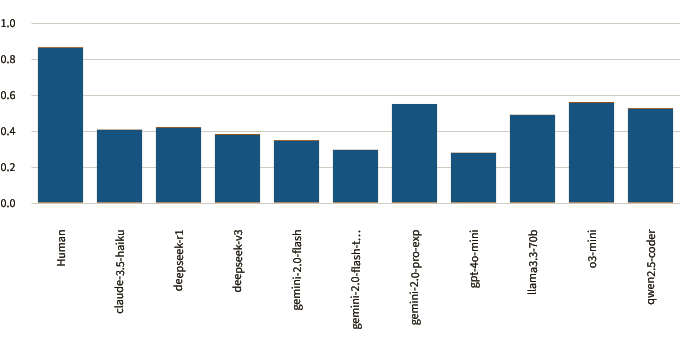 1.0
0.8
0.6
0.4
0.2
0.0
Human
claude-3.5-haiku
deepseek-r1
deepseek-v3
gemini-2.0-flash
gemini-2.0-flash-t...
gemini-2.0-pro-exp
gpt-4o-mini
llama3.3-70b
o3-mini
qwen2.5-coder